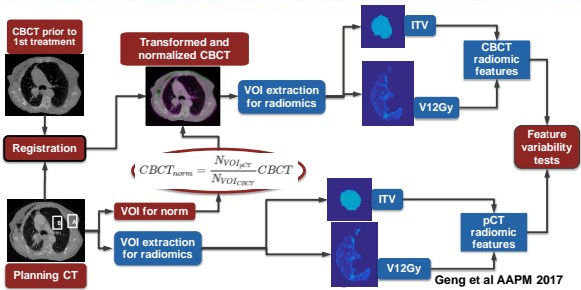 CBCT prior to
1st treatment
Transformed and
normalized CBCT
ITV
VOI extraction
for radiomics
CBCT
radiomic
features
V12Gy
Registration
CBCT_norm = N_VOI_pCT / N_VOI_CBCT CBCT
Feature
variability
tests
B A
VOI for norm
ITV
VOI extraction
for radiomics
pCT
radiomic
features
Planning CT
V12Gy
Geng et al AAPM 2017